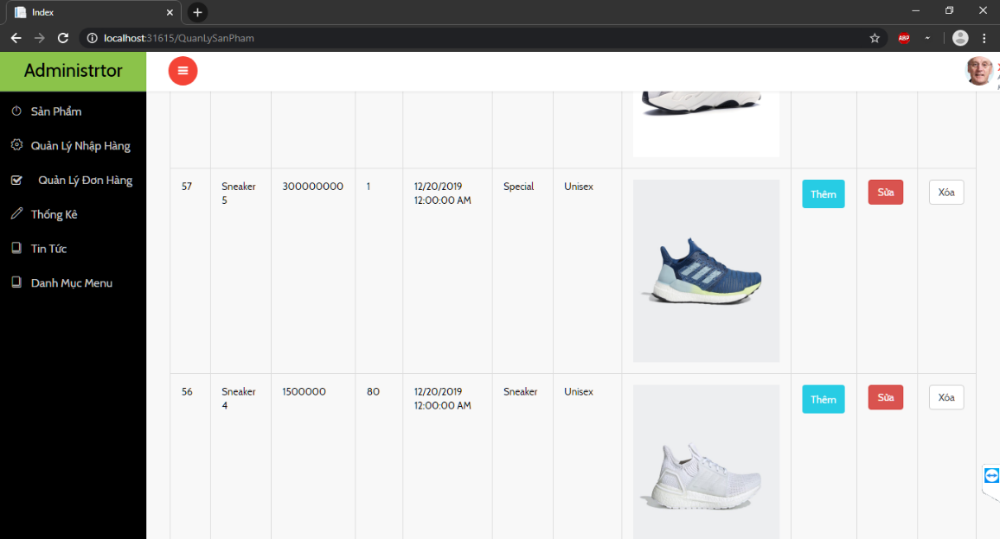 Index
localhost:31615/QuanLySanPham
ABP
Administrtor
Sản Phẩm
Quản Lý Nhập Hàng
Quản Lý Đơn Hàng
Thống Kê
Tin Tức
Danh Mục Menu
57
Sneaker
5
300000000
1
12/20/2019
12:00:00 AM
Special
Unisex
Thêm
Sửa
Xóa
56
Sneaker
4
1500000
80
12/20/2019
12:00:00 AM
Sneaker
Unisex
Thêm
Sửa
Xóa